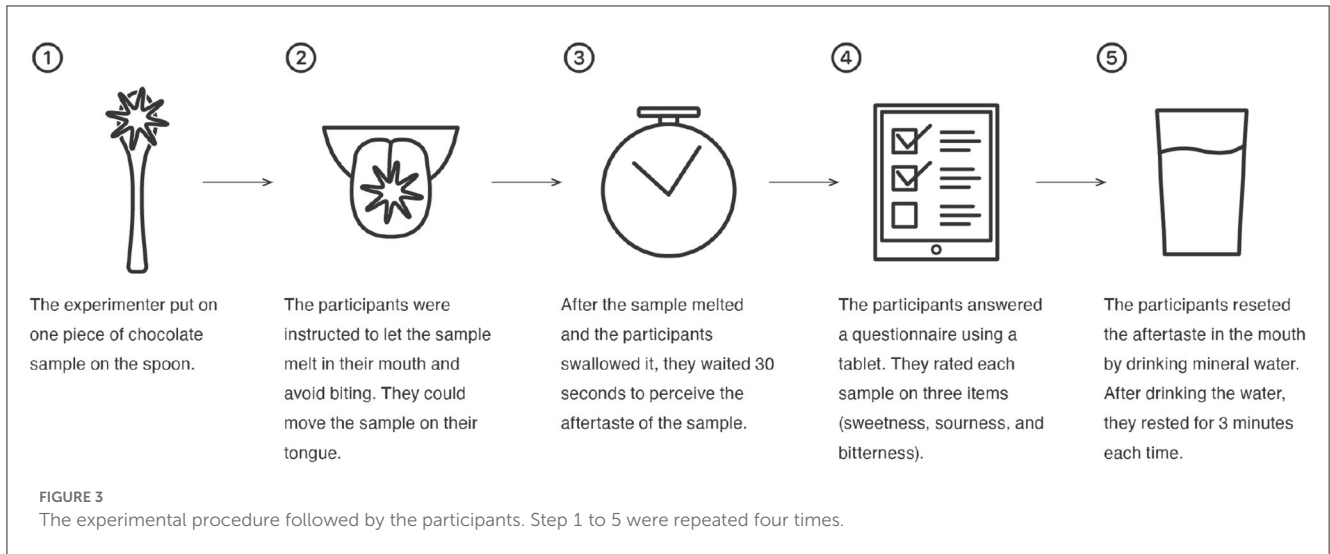 1
2
3
4
5
The experimenter put on
one piece of chocolate
sample on the spoon.
The participants were
instructed to let the sample
melt in their mouth and
avoid biting. They could
move the sample on their
tongue.
After the sample melted
and the participants
swallowed it, they waited 30
seconds to perceive the
aftertaste of the sample.
The participants answered
a questionnaire using a
tablet. They rated each
sample on three items
(sweetness, sourness, and
bitterness).
The participants reseted
the aftertaste in the mouth
by drinking mineral water.
After drinking the water,
they rested for 3 minutes
each time.
FIGURE 3
The experimental procedure followed by the participants. Step 1 to 5 were repeated four times.